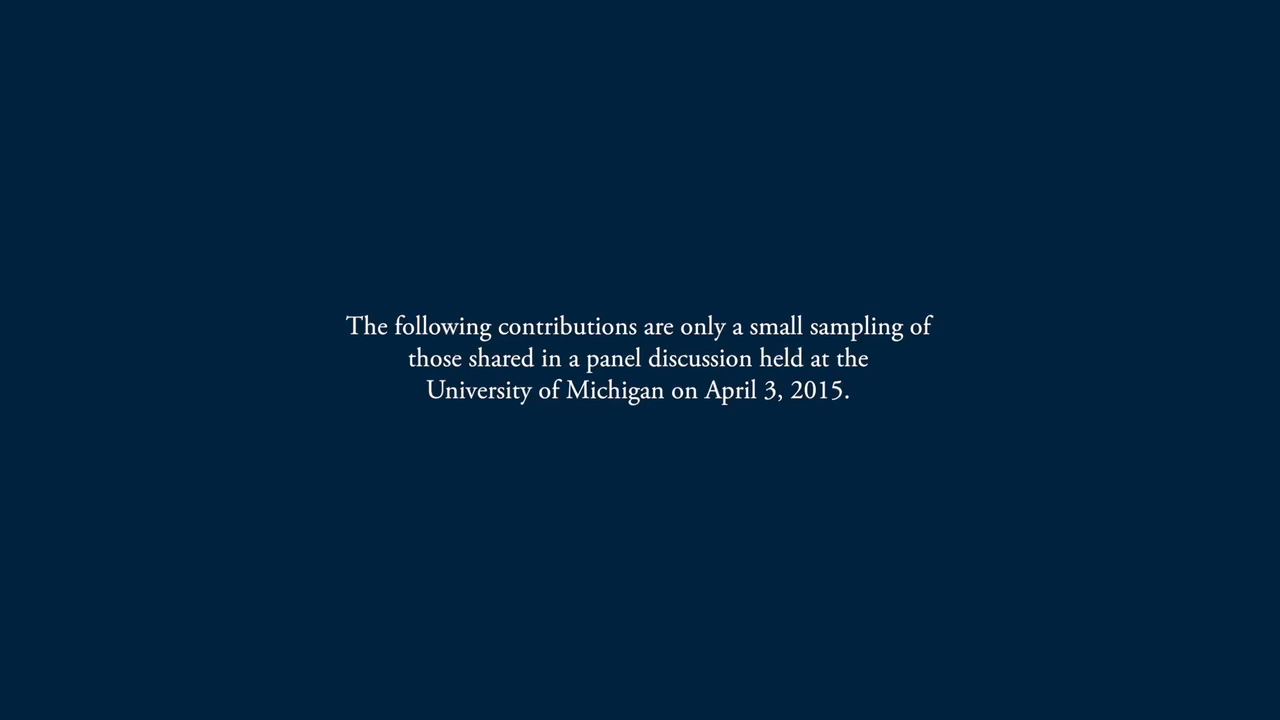 The following contributions are only a small sampling of
those shared in a panel discussion held at the
University of Michigan on April 3, 2015.